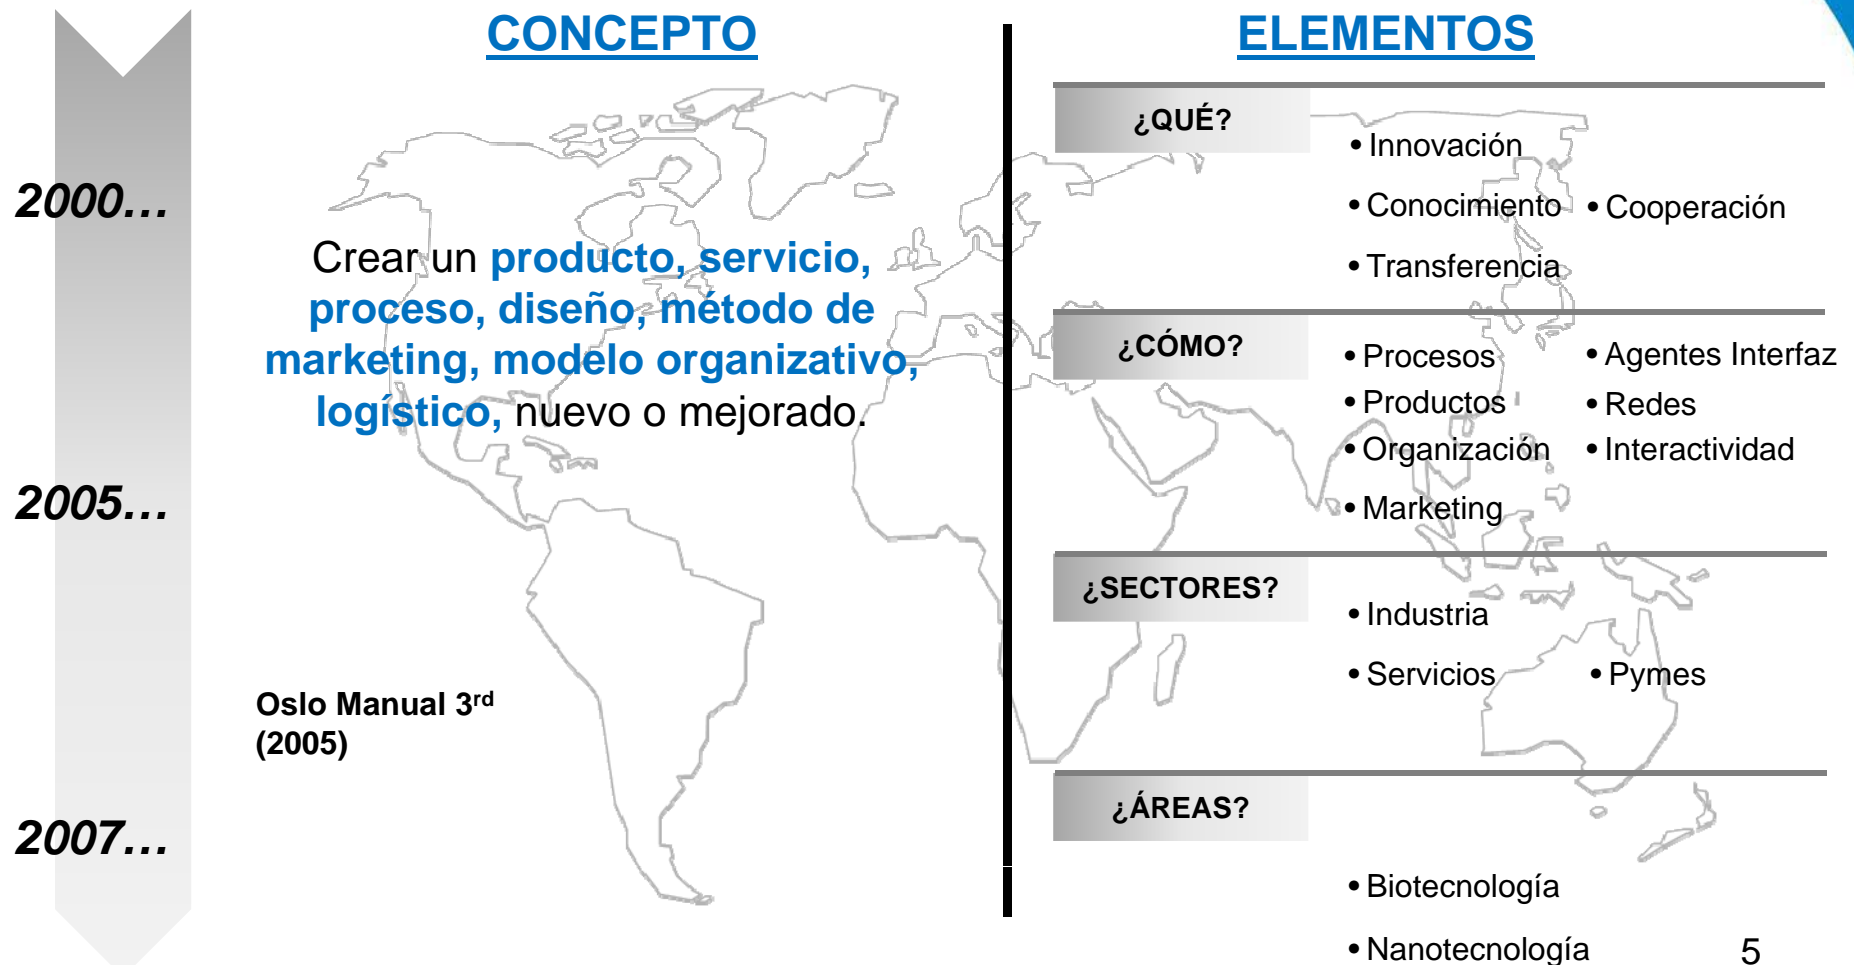 CONCEPTO
ELEMENTOS
2000…
2005…
2007…
Crear un producto, servicio,
proceso, diseño, método de
marketing, modelo organizativo,
logístico, nuevo o mejorado.
Oslo Manual 3rd
(2005)
¿QUÉ?
• Innovación
• Conocimiento • Cooperación
• Transferencia
¿CÓMO?
• Procesos • Agentes Interfaz
• Productos • Redes
• Organización • Interactividad
• Marketing
¿SECTORES?
• Industria
• Servicios • Pymes
¿ÁREAS?
• Biotecnología
• Nanotecnología
5